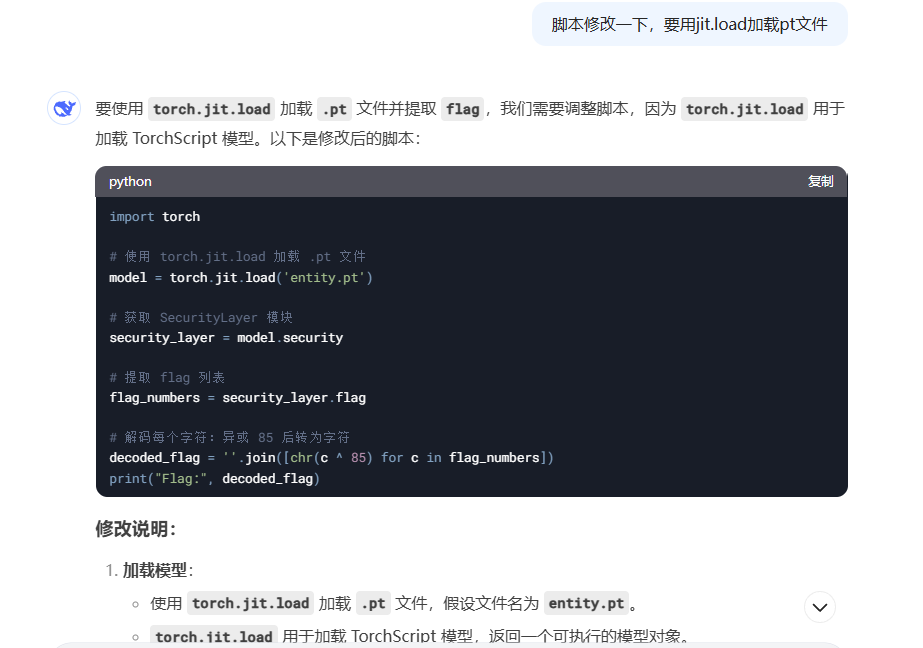 脚本修改一下，要用jit.load加载pt文件
要使用 torch.jit.load 加载 .pt 文件并提取 flag，我们需要调整脚本，因为 torch.jit.load 用于
加载 TorchScript 模型。以下是修改后的脚本：
python 复制
import torch
# 使用 torch.jit.load 加载 .pt 文件
model = torch.jit.load('entity.pt')
# 获取 SecurityLayer 模块
security_layer = model.security
# 提取 flag 列表
flag_numbers = security_layer.flag
# 解码每个字符：异或 85 后转为字符
decoded_flag = ''.join([chr(c ^ 85) for c in flag_numbers])
print("Flag:", decoded_flag)
修改说明：
1. 加载模型：
◦ 使用 torch.jit.load 加载 .pt 文件，假设文件名为 entity.pt。
◦ torch.jit.load 用于加载 TorchScript 模型，返回一个可执行的模型对象。